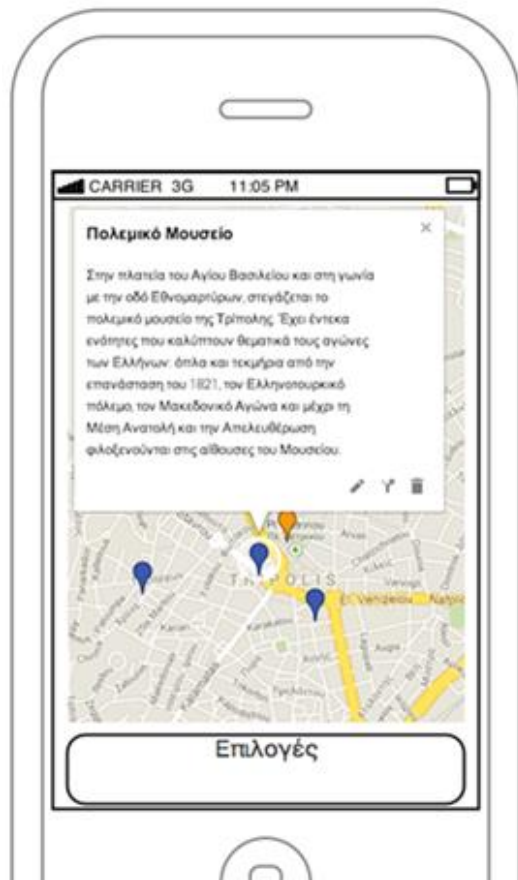 CARRIER 3G 11:05 PM
Πολεμικό Μουσείο
Στην πλατεία του Αγίου Βασιλείου και στη γωνία
με την οδό Εθνομαρτύρων, στεγάζεται το
πολεμικό μουσείο της Τρίπολης. Έχει έντεκα
ενότητες που καλύπτουν θεματικά τους αγώνες
των Ελλήνων: όπλα και τεκμήρια από την
επανάσταση του 1821, τον Ελληνοτουρκικό
πόλεμο, τον Μακεδονικό Αγώνα και μέχρι τη
Μέση Ανατολή και την Απελευθέρωση
φιλοξενούνται στις αίθουσες του Μουσείου.
TRIPOLIS
El. Venizelou
Επιλογές